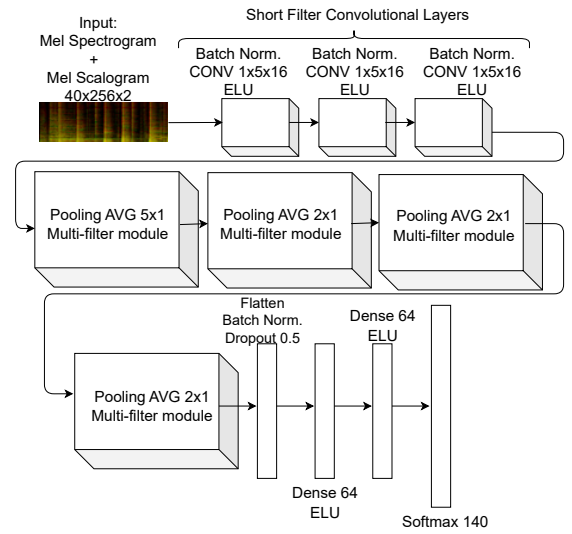 Input:
Mel Spectrogram
+
Mel Scalogram
40x256x2
Short Filter Convolutional Layers
Batch Norm.
CONV 1x5x16
ELU
Batch Norm.
CONV 1x5x16
ELU
Batch Norm.
CONV 1x5x16
ELU
Pooling AVG 5x1
Multi-filter module
Pooling AVG 2x1
Multi-filter module
Pooling AVG 2x1
Multi-filter module
Pooling AVG 2x1
Multi-filter module
Flatten
Batch Norm.
Dropout 0.5
Dense 64
ELU
Dense 64
ELU
Softmax 140